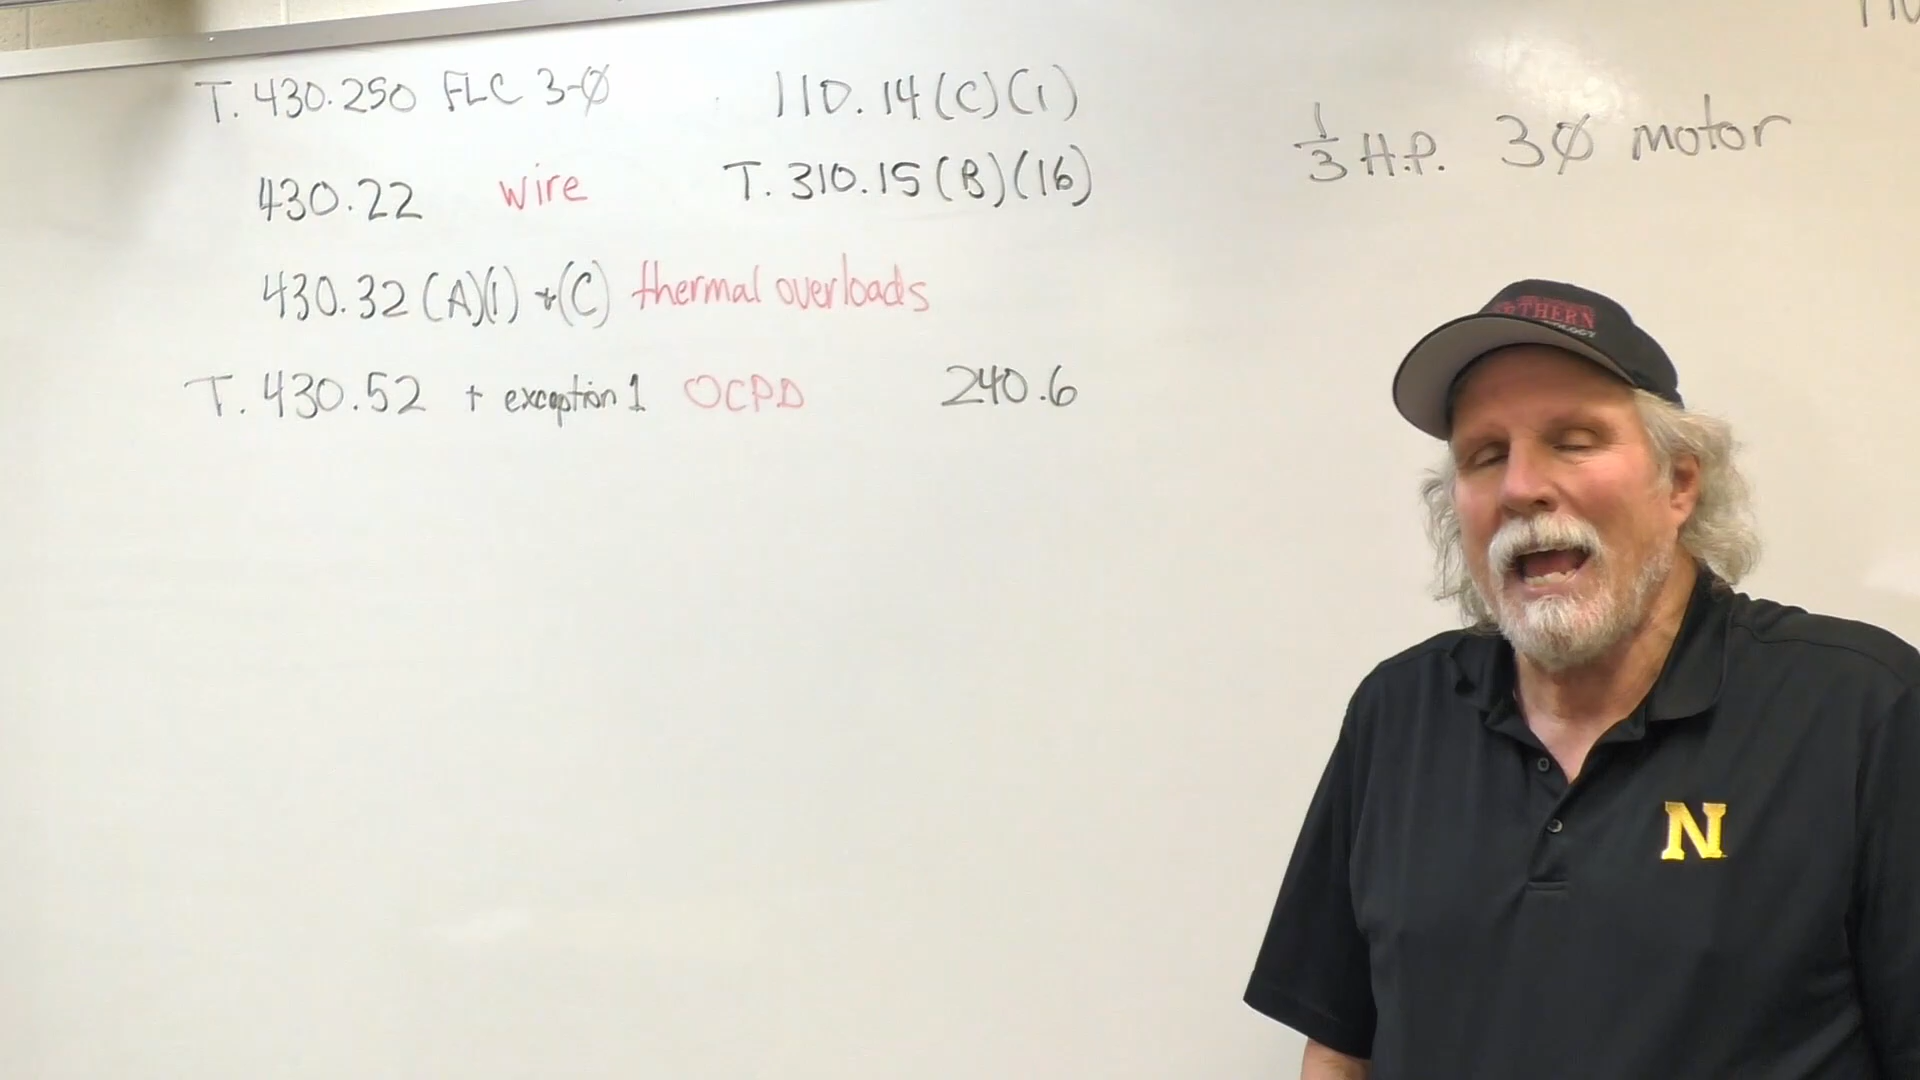 T. 430.250 FLC 3-Ø 110.14(C)(1)
430.22 wire T. 310.15(B)(16)
430.32(A)(1) +(C) thermal overloads
T. 430.52 + exception 1 OCPD 240.6
1/3 H.P. 3Ø motor
N